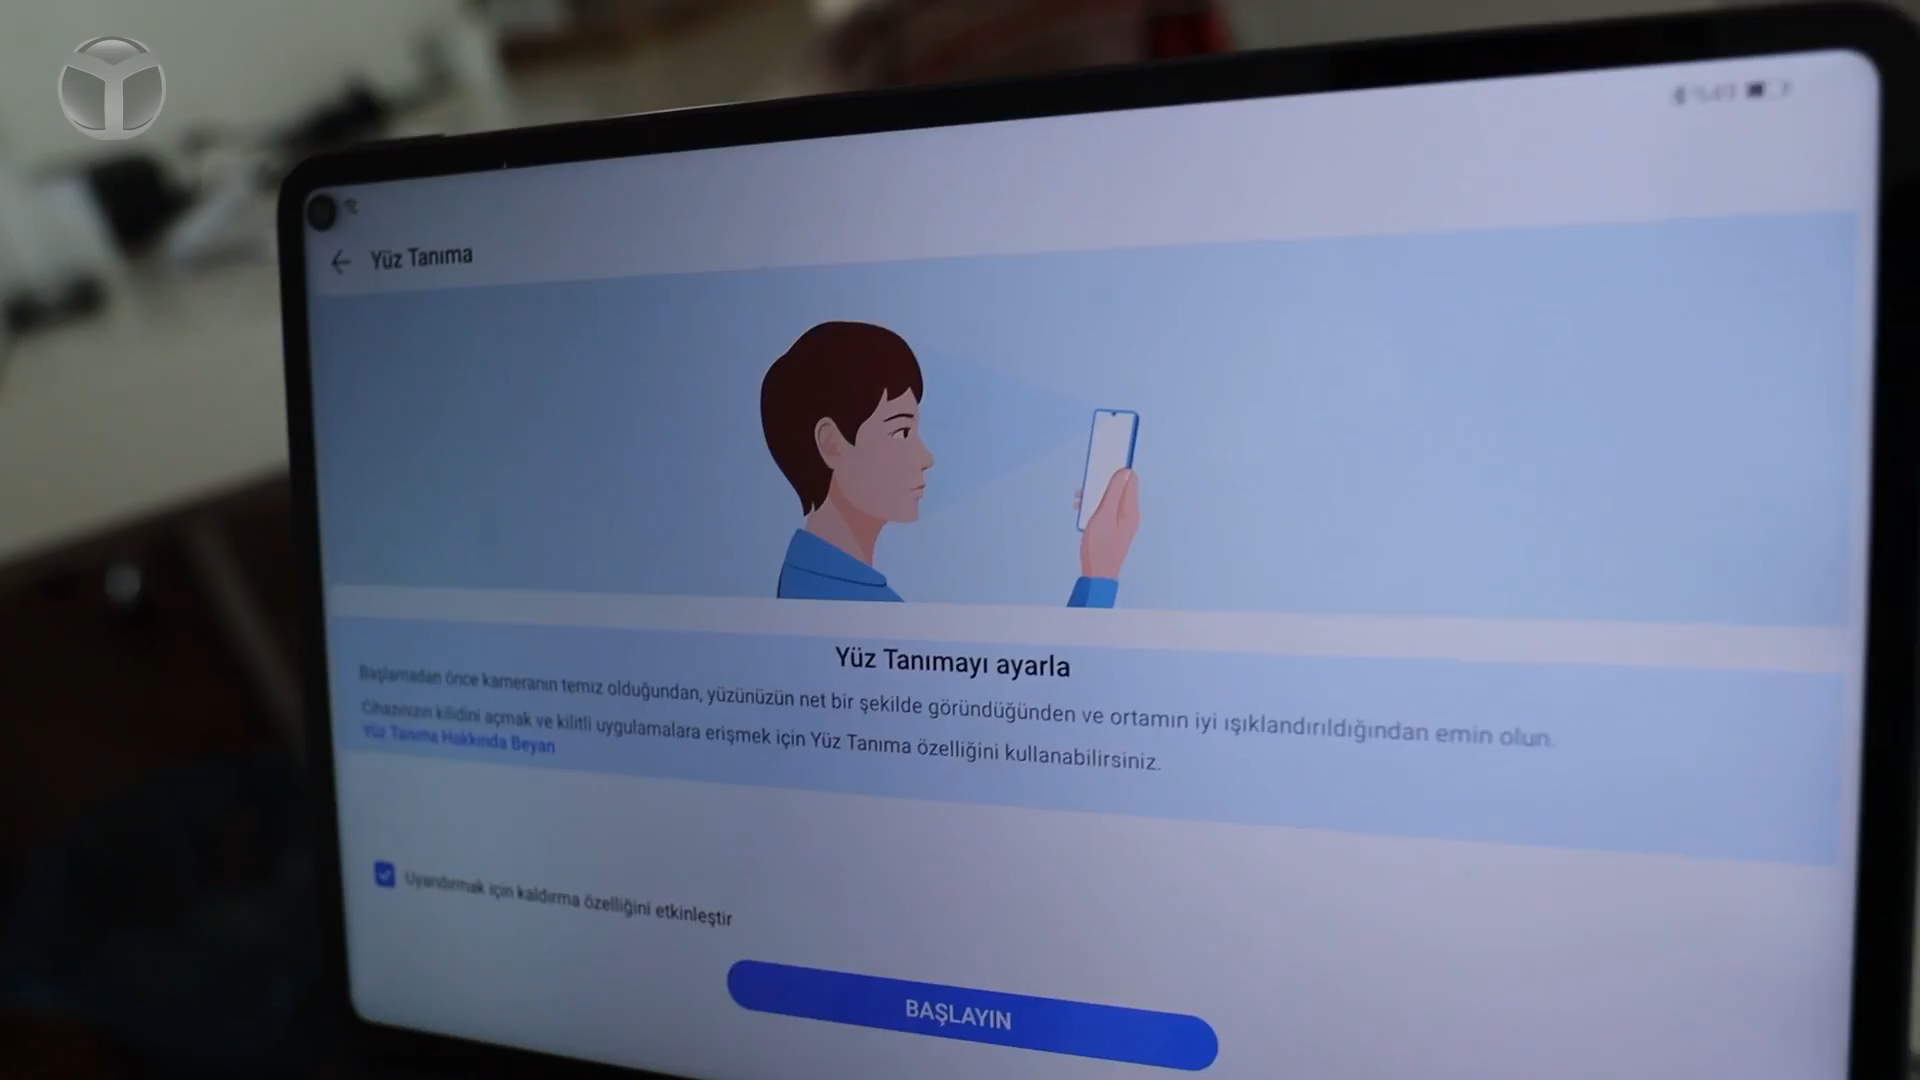 Yüz Tanıma
Yüz Tanımayı ayarla
Başlamadan önce kameranın temiz olduğundan, yüzünüzün net bir şekilde göründüğünden ve ortamın iyi ışıklandırıldığından emin olun.
Cihazınızın kilidini açmak ve kilitli uygulamalara erişmek için Yüz Tanıma özelliğini kullanabilirsiniz.
Yüz Tanıma Hakkında Beyan
Uyandırmak için kaldırma özelliğini etkinleştir
BAŞLAYIN